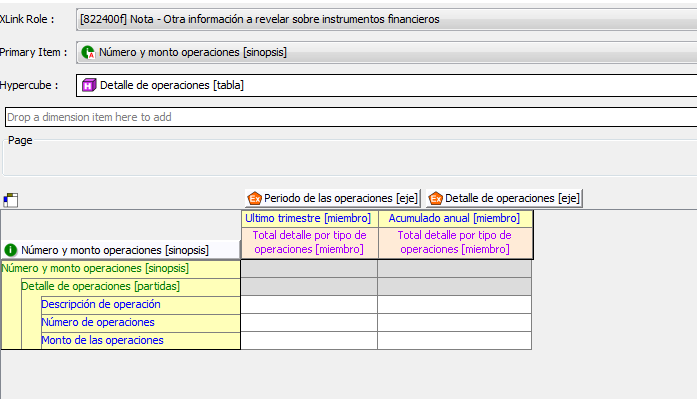 XLink Role :
[822400f] Nota - Otra información a revelar sobre instrumentos financieros
Primary Item :
Número y monto operaciones [sinopsis]
Hypercube :
Detalle de operaciones [tabla]
Drop a dimension item here to add
Page
Periodo de las operaciones [eje]
Detalle de operaciones [eje]
Ultimo trimestre [miembro]
Acumulado anual [miembro]
Total detalle por tipo de
operaciones [miembro]
Total detalle por tipo de
operaciones [miembro]
Número y monto operaciones [sinopsis]
Número y monto operaciones [sinopsis]
Detalle de operaciones [partidas]
Descripción de operación
Número de operaciones
Monto de las operaciones